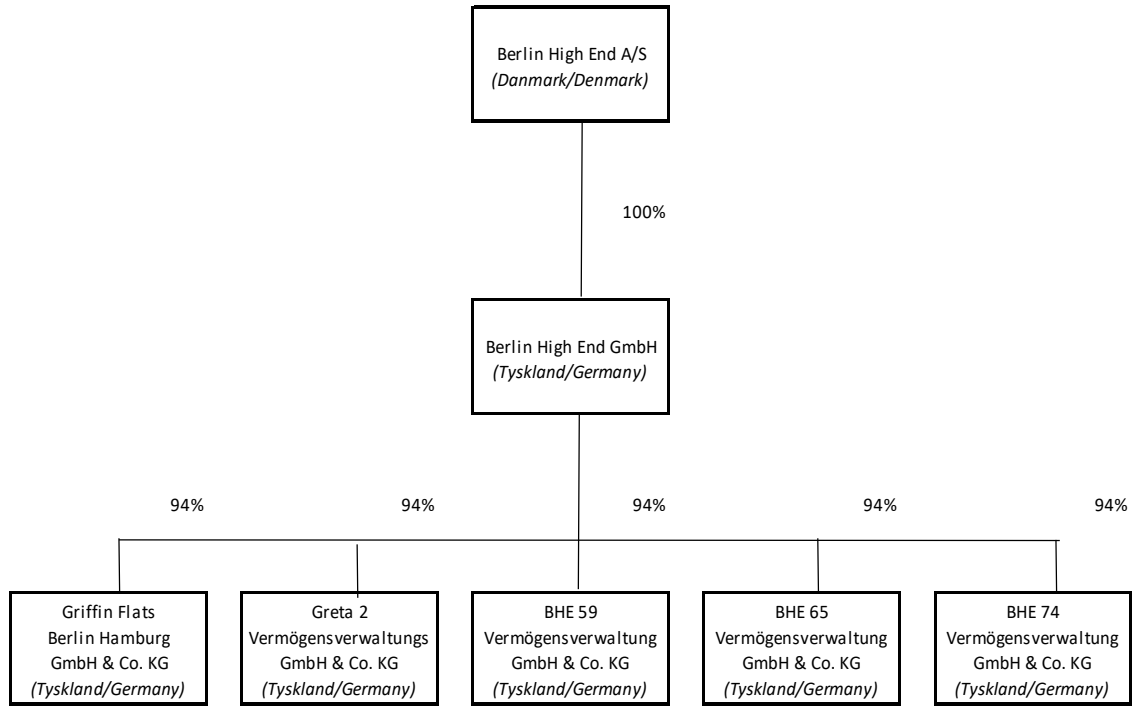 Berlin High End A/S
(Danmark/Denmark)
100%
Berlin High End GmbH
(Tyskland/Germany)
94%
94%
94%
94%
94%
Griffin Flats
Berlin Hamburg
GmbH & Co. KG
(Tyskland/Germany)
Greta 2
Vermögensverwaltungs
GmbH & Co. KG
(Tyskland/Germany)
BHE 59
Vermögensverwaltung
GmbH & Co. KG
(Tyskland/Germany)
BHE 65
Vermögensverwaltung
GmbH & Co. KG
(Tyskland/Germany)
BHE 74
Vermögensverwaltung
GmbH & Co. KG
(Tyskland/Germany)